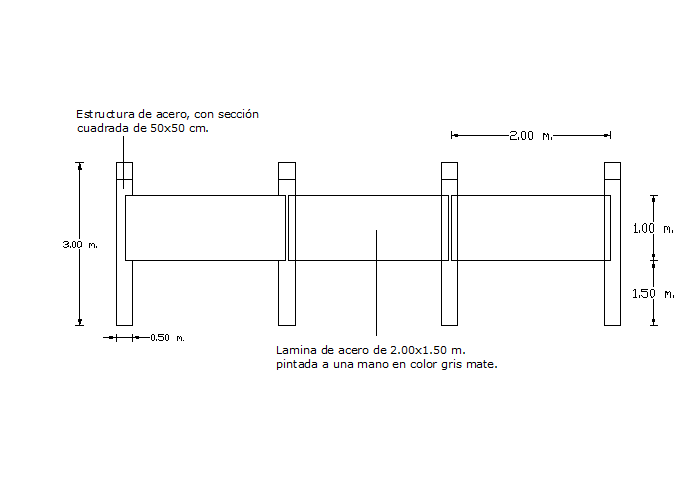 Estructura de acero, con sección
cuadrada de 50x50 cm.
2.00 m.
3.00 m.
1.00 m.
1.50 m.
0.50 m.
Lamina de acero de 2.00x1.50 m.
pintada a una mano en color gris mate.